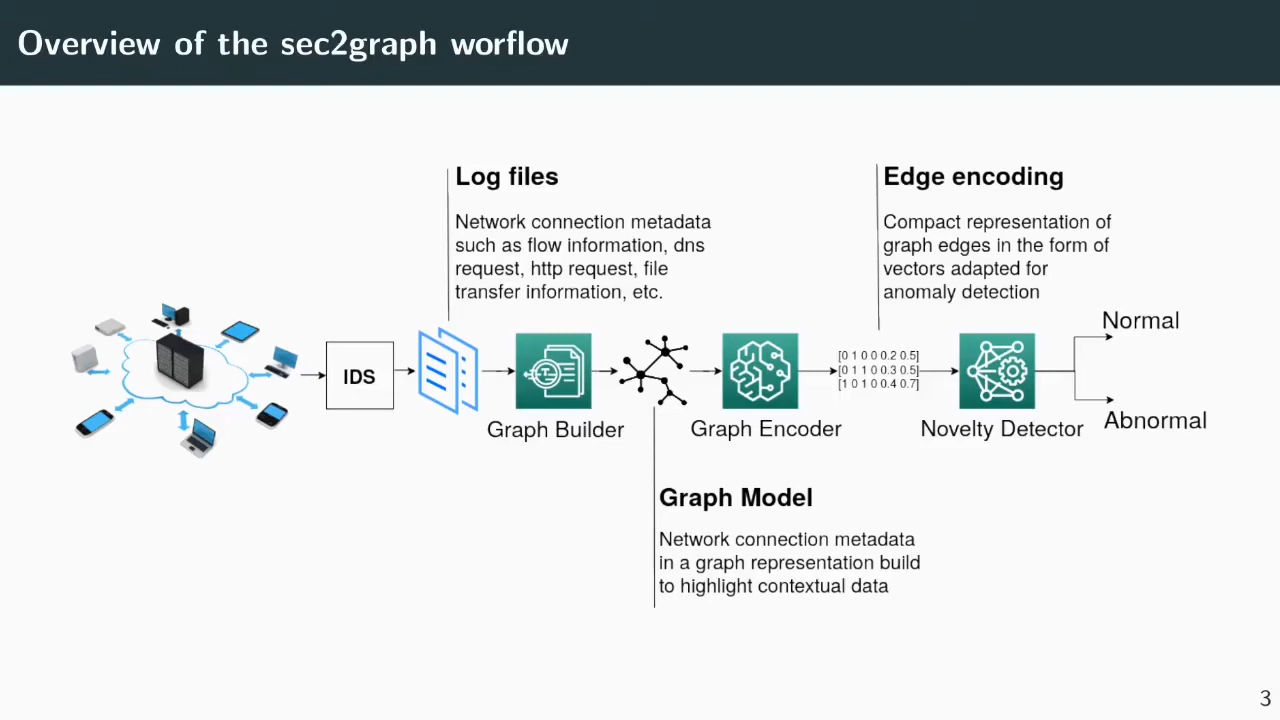 Overview of the sec2graph worflow
Log files
Network connection metadata
such as flow information, dns
request, http request, file
transfer information, etc.
Edge encoding
Compact representation of
graph edges in the form of
vectors adapted for
anomaly detection
IDS
Graph Builder
Graph Encoder
[0 1 0 0 0.2 0.5]
[0 1 1 0 0.3 0.5]
[1 0 1 0 0.4 0.7]
Novelty Detector
Normal
Abnormal
Graph Model
Network connection metadata
in a graph representation build
to highlight contextual data
3